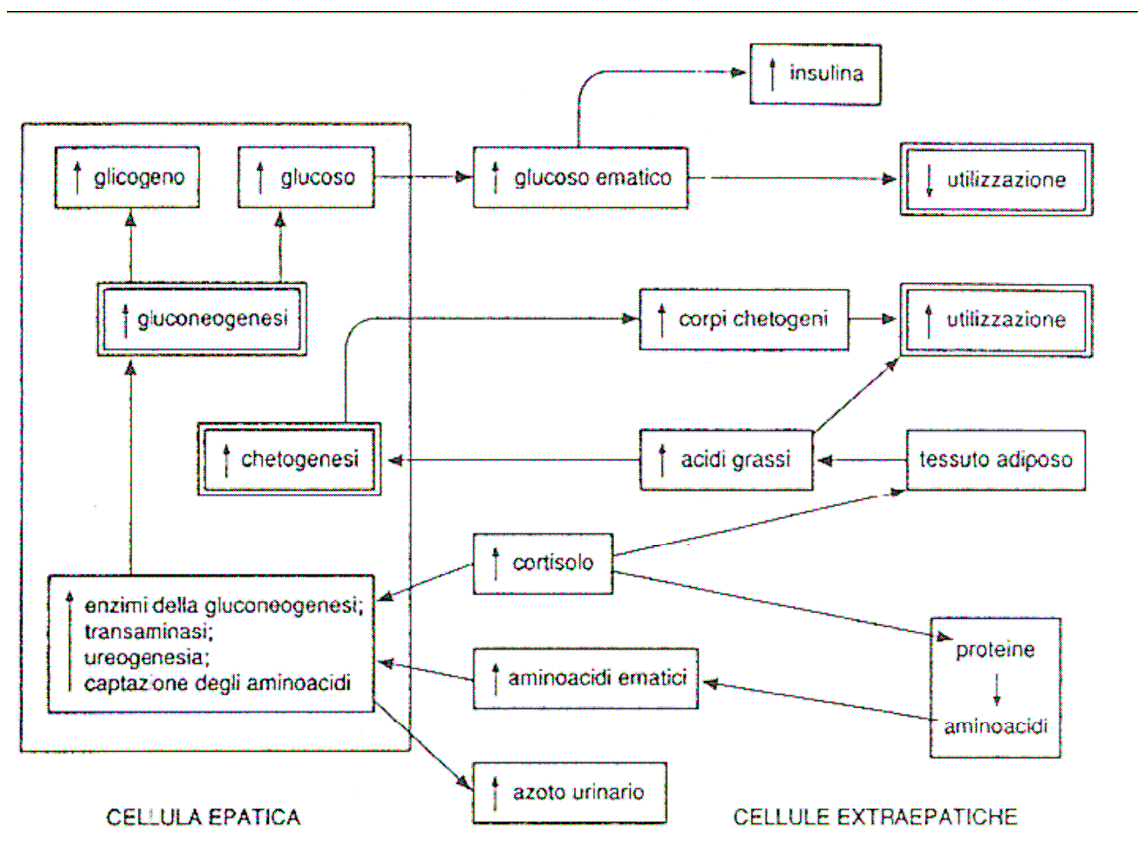 ↑ insulina
↑ glicogeno
↑ glucoso
↑ glucoso ematico
↓ utilizzazione
↑ gluconeogenesi
↑ corpi chetogeni
↑ utilizzazione
↑ chetogenesi
↑ acidi grassi
tessuto adiposo
↑ cortisolo
↑ enzimi della gluconeogenesi;
transaminasi;
ureogenesia;
captazione degli aminoacidi
proteine
↓
aminoacidi
↑ aminoacidi ematici
↑ azoto urinario
CELLULA EPATICA
CELLULE EXTRAEPATICHE